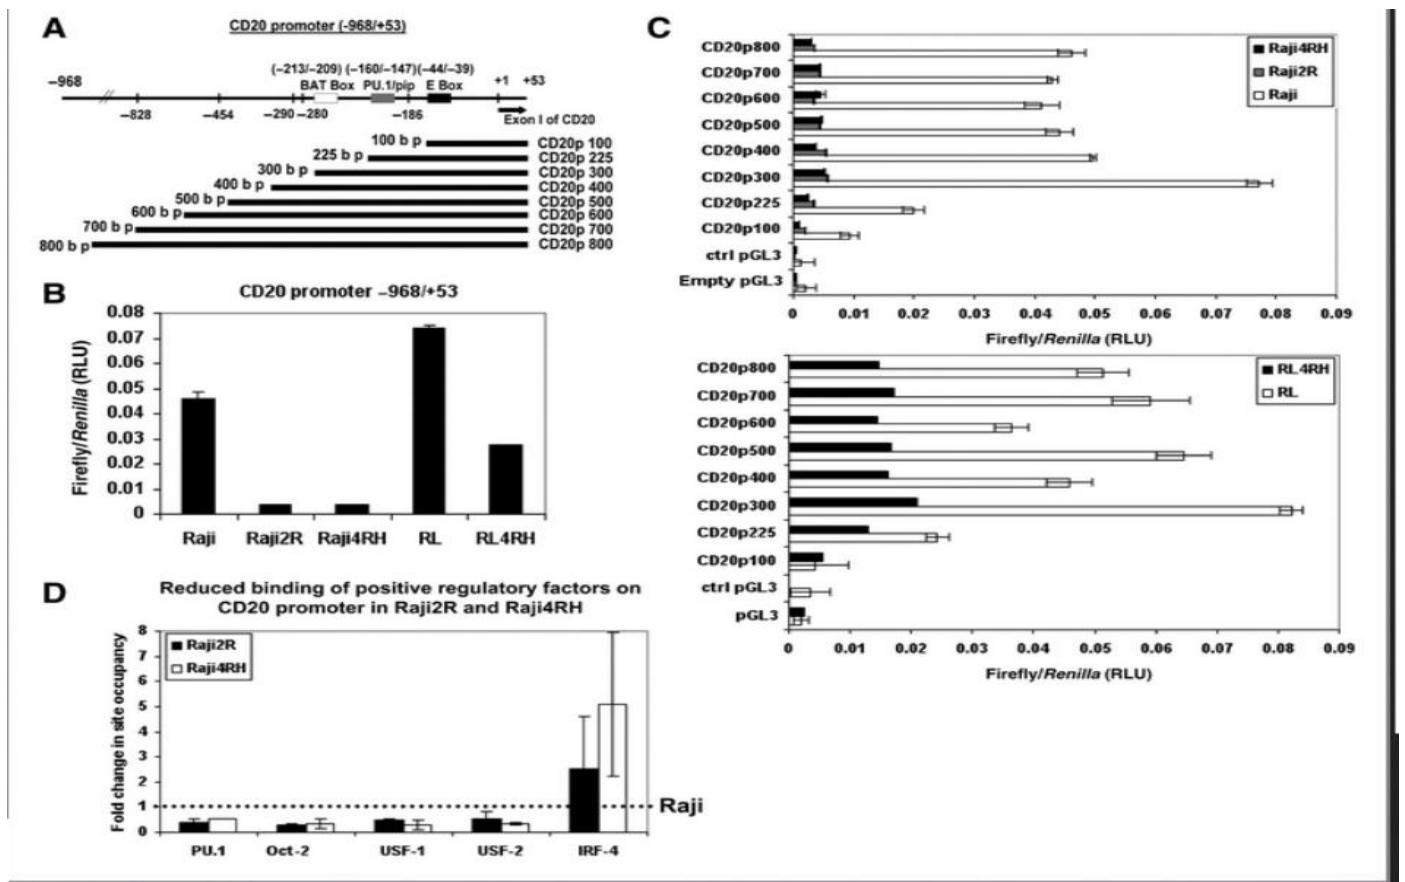 A
CD20 promoter (-968/+53)
(–213/–209) (–160/–147)(–44/–39)
–968
BAT Box PU.1/pip E Box
+1 +53
–828 –454 –290 –280 –186
Exon I of CD20
100 b p CD20p 100
225 b p CD20p 225
300 b p CD20p 300
400 b p CD20p 400
500 b p CD20p 500
600 b p CD20p 600
700 b p CD20p 700
800 b p CD20p 800
B
CD20 promoter –968/+53
Firefly/Renilla (RLU)
0.08
0.07
0.06
0.05
0.04
0.03
0.02
0.01
0
Raji Raji2R Raji4RH RL RL4RH
C
CD20p800
CD20p700
CD20p600
CD20p500
CD20p400
CD20p300
CD20p225
CD20p100
ctrl pGL3
Empty pGL3
Raji4RH
Raji2R
Raji
0 0.01 0.02 0.03 0.04 0.05 0.06 0.07 0.08 0.09
Firefly/Renilla (RLU)
CD20p800
CD20p700
CD20p600
CD20p500
CD20p400
CD20p300
CD20p225
CD20p100
ctrl pGL3
pGL3
RL4RH
RL
0 0.01 0.02 0.03 0.04 0.05 0.06 0.07 0.08 0.09
Firefly/Renilla (RLU)
D
Reduced binding of positive regulatory factors on
CD20 promoter in Raji2R and Raji4RH
Fold change in site occupancy
8
7
6
5
4
3
2
1
0
Raji2R
Raji4RH
Raji
PU.1 Oct-2 USF-1 USF-2 IRF-4